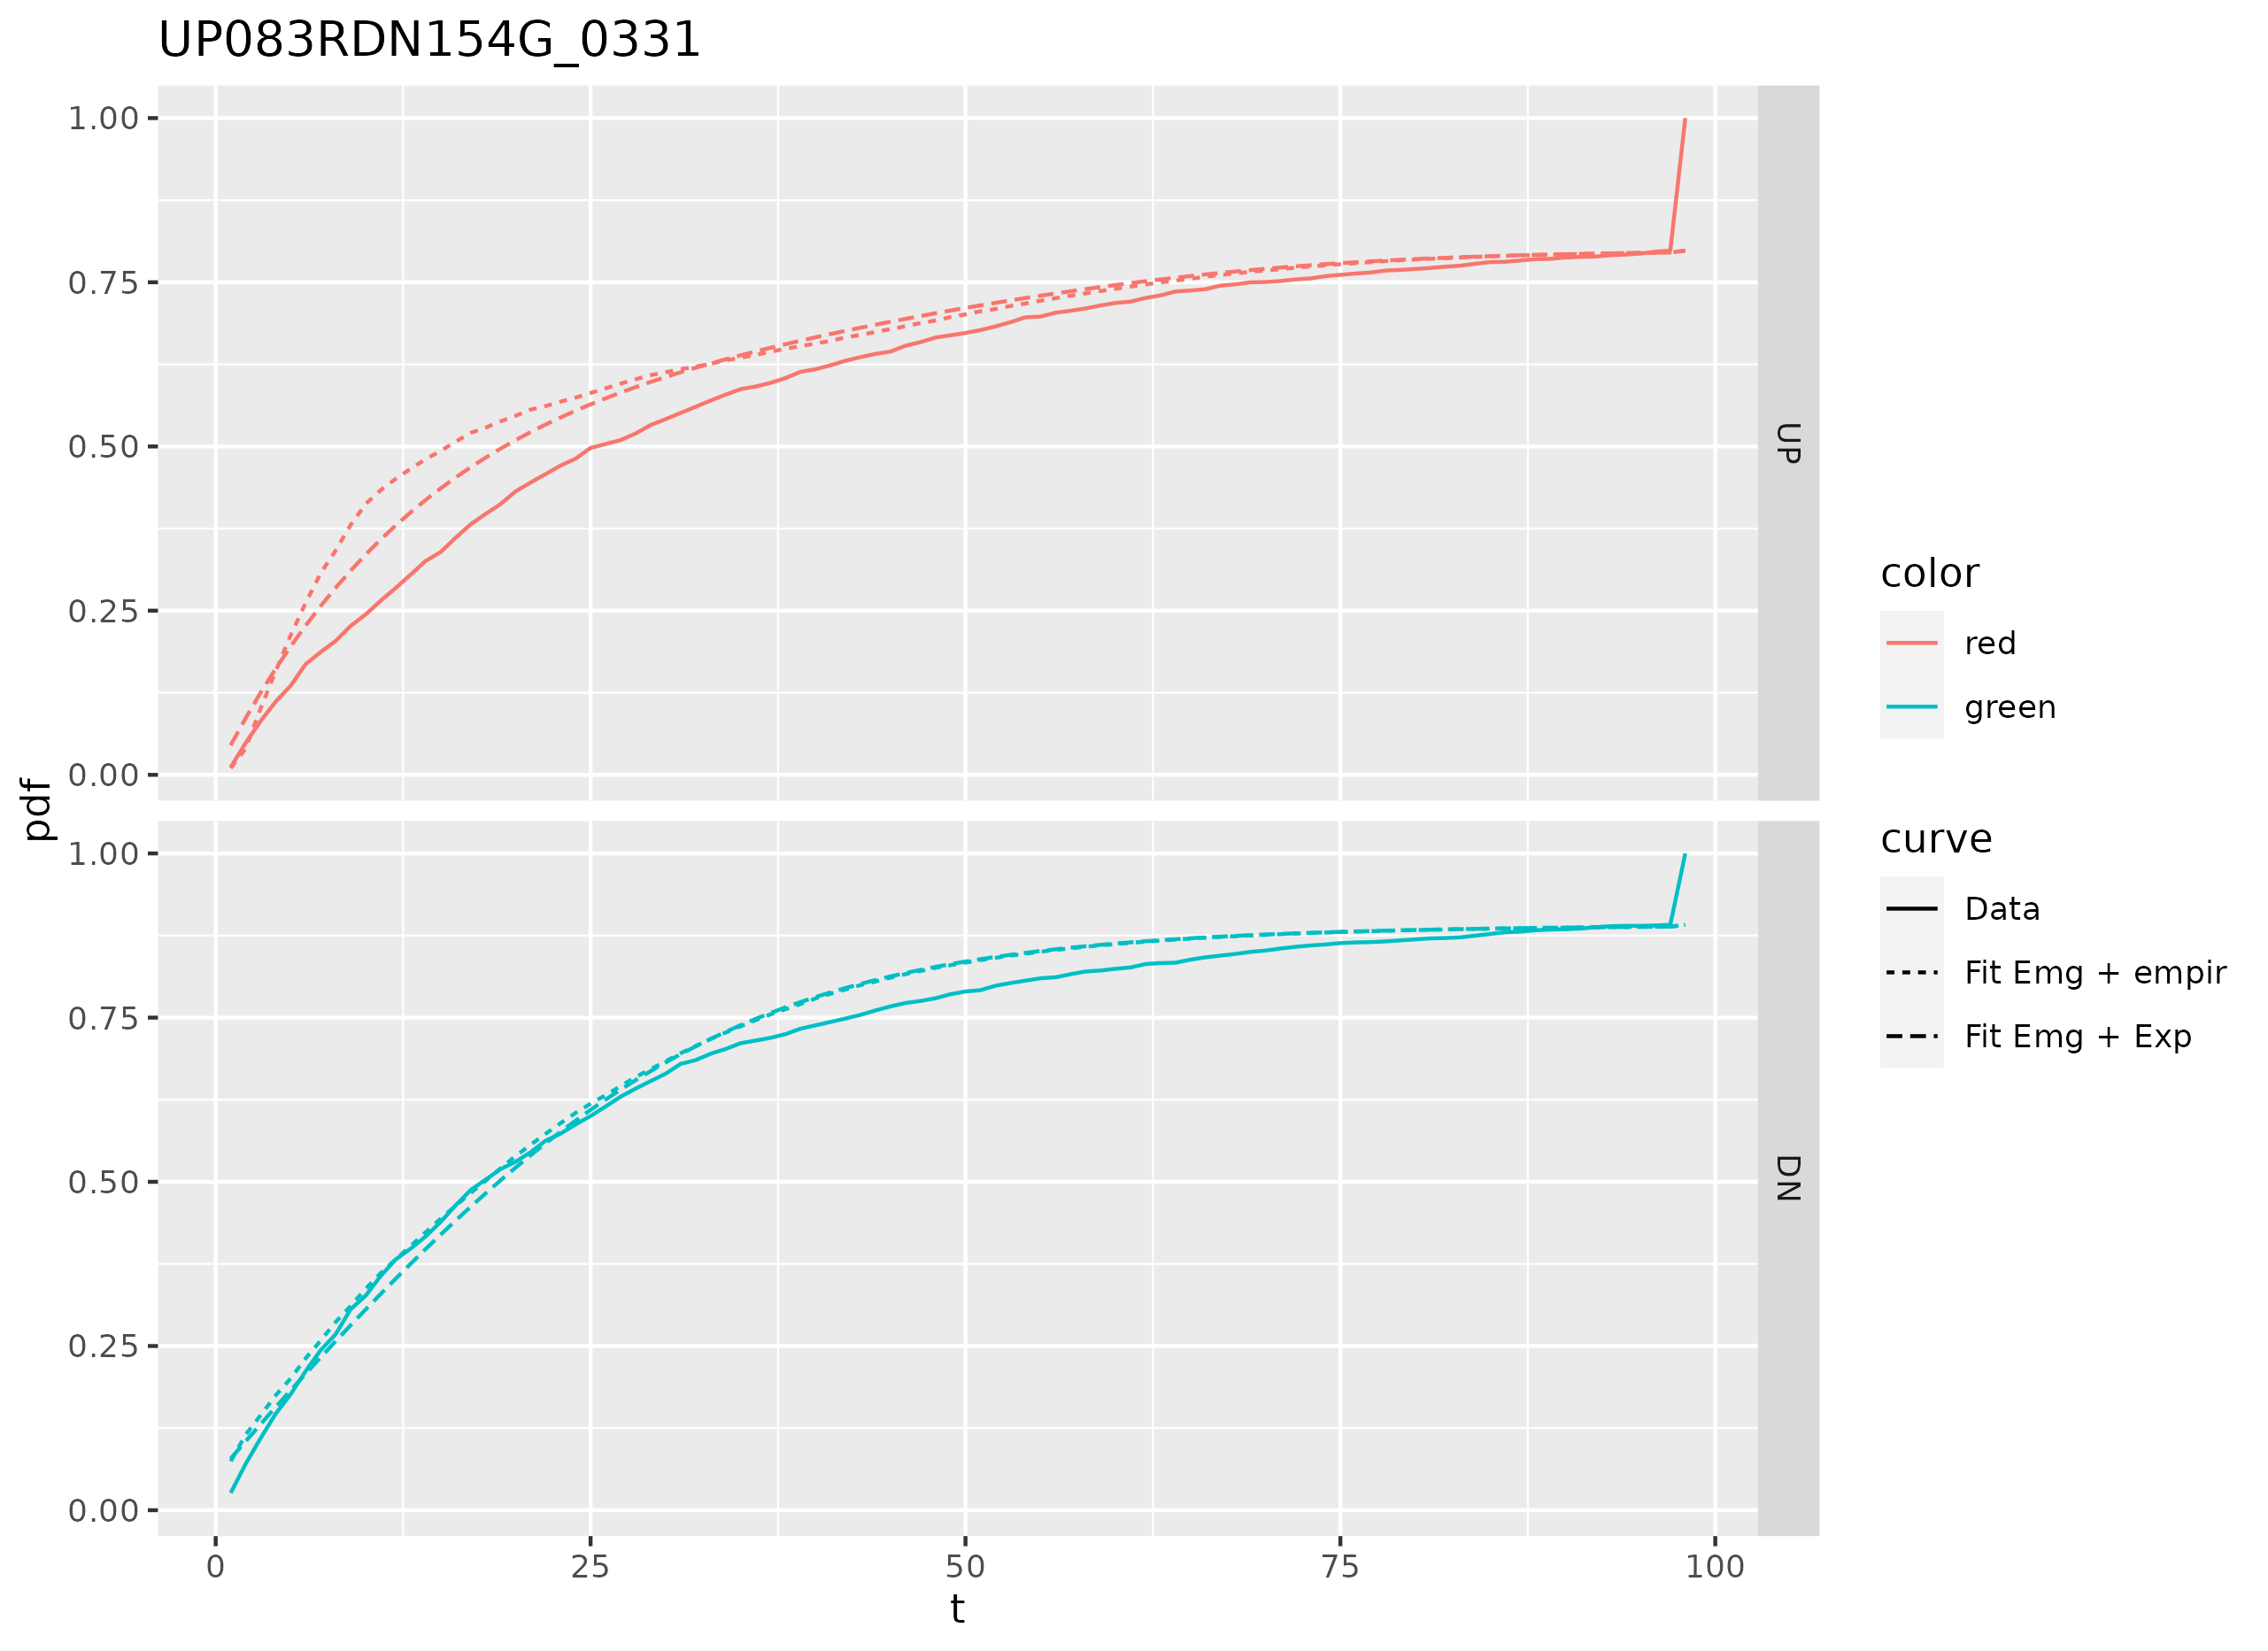 UP083RDN154G_0331
1.00
0.75
0.50
0.25
0.00
UP
1.00
0.75
0.50
0.25
0.00
DN
0 25 50 75 100
t
pdf
color
red
green
curve
Data
Fit Emg + empir
Fit Emg + Exp